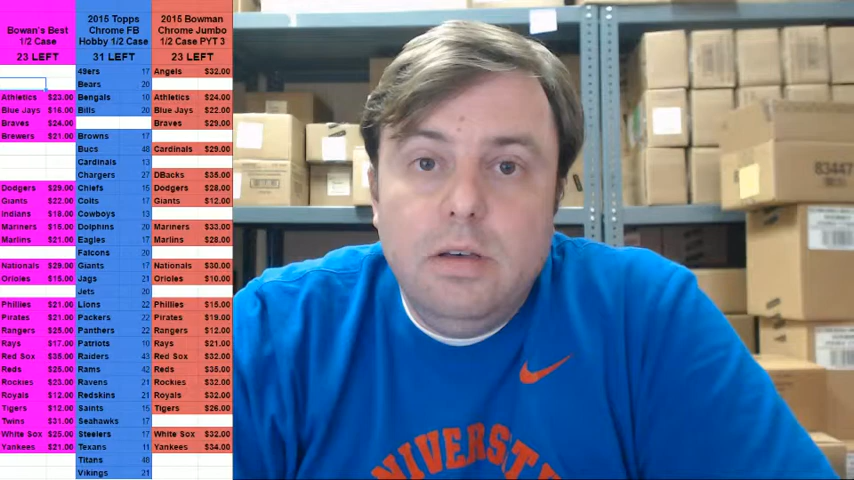 Bowan's Best
1/2 Case
23 LEFT
Athletics $23.00
Blue Jays $16.00
Braves $24.00
Brewers $21.00
Dodgers $29.00
Giants $22.00
Indians $18.00
Mariners $15.00
Marlins $21.00
Nationals $29.00
Orioles $15.00
Phillies $21.00
Pirates $21.00
Rangers $25.00
Rays $17.00
Red Sox $35.00
Reds $25.00
Rockies $23.00
Royals $12.00
Tigers $12.00
Twins $31.00
White Sox $25.00
Yankees $21.00
2015 Topps
Chrome FB
Hobby 1/2 Case
31 LEFT
49ers 17
Bears 20
Bengals 10
Bills 20
Browns 17
Bucs 48
Cardinals 13
Chargers 27
Chiefs 15
Colts 17
Cowboys 13
Dolphins 20
Eagles 17
Falcons 20
Giants 17
Jags 21
Jets 20
Lions 22
Packers 22
Panthers 22
Patriots 10
Raiders 43
Rams 42
Ravens 21
Redskins 21
Saints 15
Seahawks 17
Steelers 17
Texans 11
Titans 48
Vikings 21
2015 Bowman
Chrome Jumbo
1/2 Case PYT 3
23 LEFT
Angels $32.00
Athletics $24.00
Blue Jays $22.00
Braves $29.00
Cardinals $29.00
DBacks $35.00
Dodgers $28.00
Giants $12.00
Mariners $33.00
Marlins $28.00
Nationals $30.00
Orioles $10.00
Phillies $15.00
Pirates $19.00
Rangers $12.00
Rays $21.00
Red Sox $32.00
Reds $35.00
Rockies $32.00
Royals $32.00
Tigers $26.00
White Sox $32.00
Yankees $34.00
83447